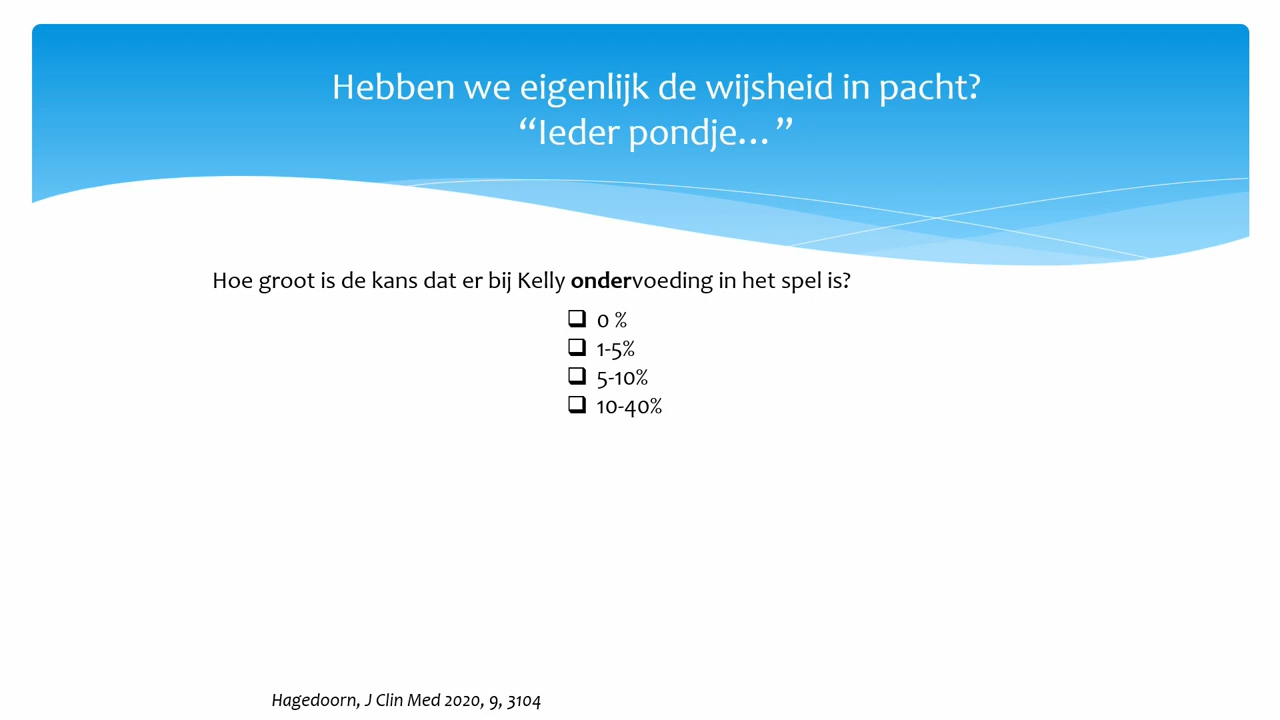 Hebben we eigenlijk de wijsheid in pacht?
“Ieder pondje…”
Hoe groot is de kans dat er bij Kelly ondervoeding in het spel is?
❑ 0 %
❑ 1-5%
❑ 5-10%
❑ 10-40%
Hagedoorn, J Clin Med 2020, 9, 3104